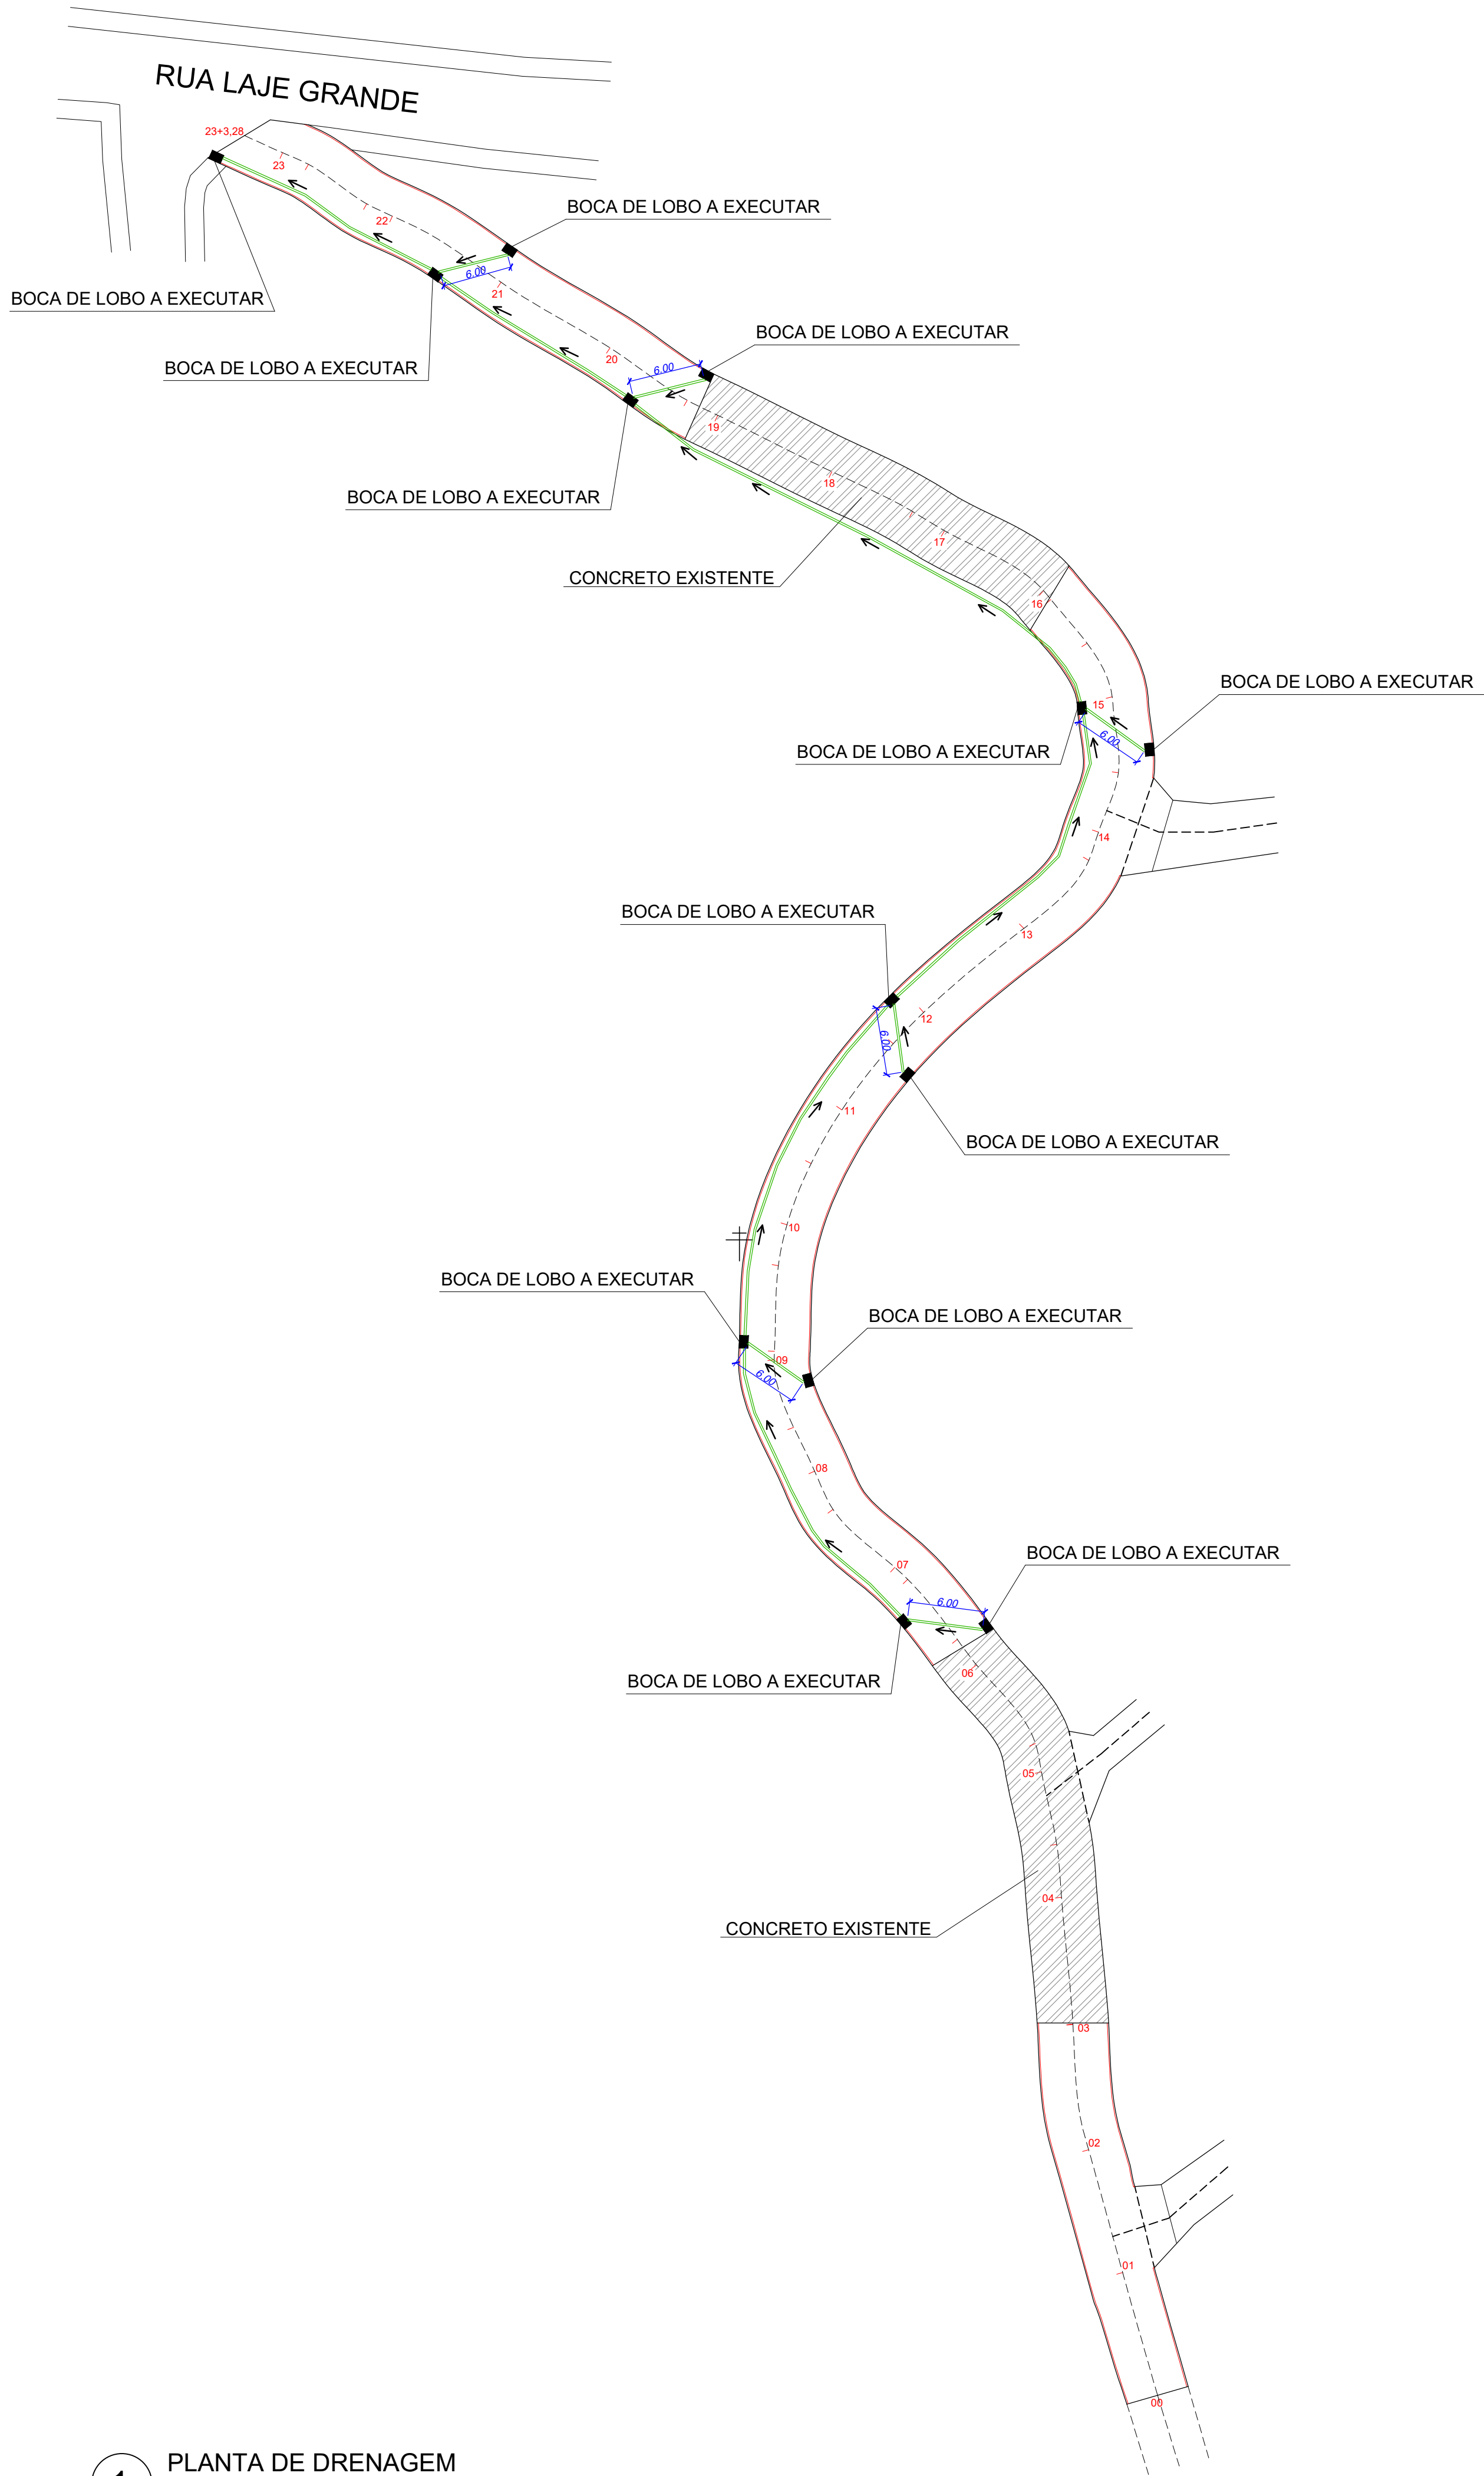 RUA LAJE GRANDE
23+3,28
23
22
BOCA DE LOBO A EXECUTAR
6.00
21
BOCA DE LOBO A EXECUTAR
BOCA DE LOBO A EXECUTAR
20
6.00
BOCA DE LOBO A EXECUTAR
19
18
BOCA DE LOBO A EXECUTAR
17
CONCRETO EXISTENTE
16
BOCA DE LOBO A EXECUTAR
15
6.00
BOCA DE LOBO A EXECUTAR
14
BOCA DE LOBO A EXECUTAR
13
12
6.00
11
BOCA DE LOBO A EXECUTAR
10
BOCA DE LOBO A EXECUTAR
BOCA DE LOBO A EXECUTAR
09
6.00
08
BOCA DE LOBO A EXECUTAR
07
6.00
06
BOCA DE LOBO A EXECUTAR
05
04
CONCRETO EXISTENTE
03
02
01
00
PLANTA DE DRENAGEM